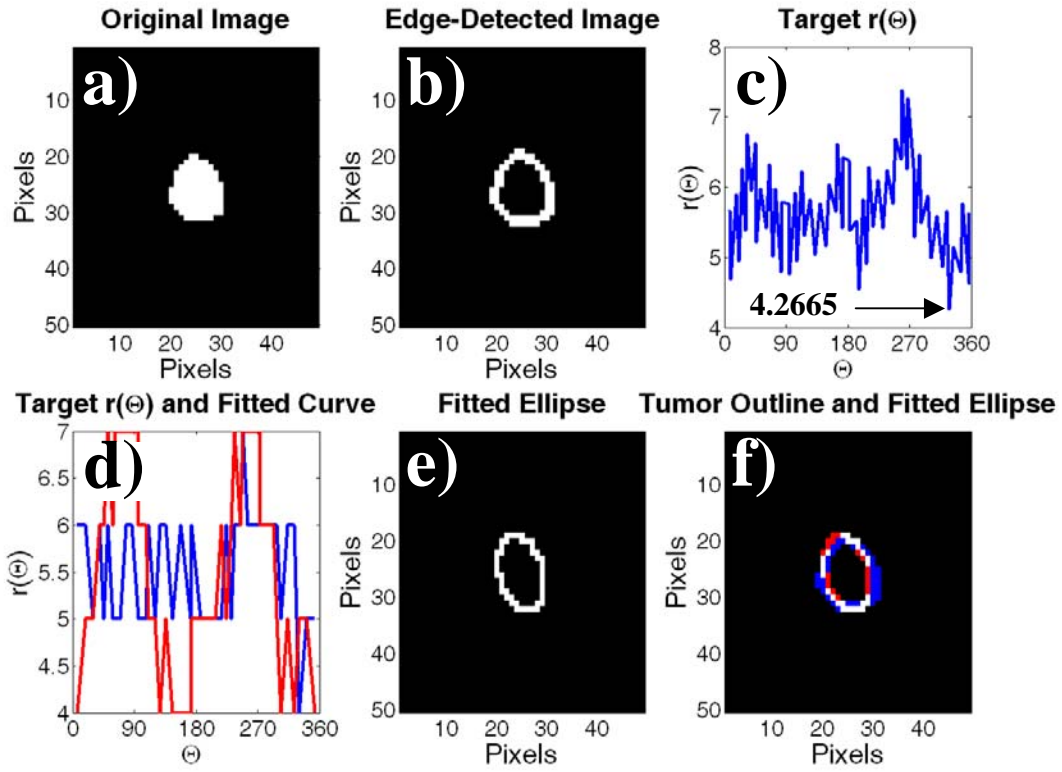 Original Image
a)
Pixels
10
20
30
40
50
10 20 30 40
Pixels
Edge-Detected Image
b)
Pixels
10
20
30
40
50
10 20 30 40
Pixels
Target r(Θ)
c)
r(Θ)
8
7
6
5
4
4.2665
0 90 180 270 360
Θ
Target r(Θ) and Fitted Curve
d)
r(Θ)
7
6.5
6
5.5
5
4.5
4
0 90 180 270 360
Θ
Fitted Ellipse
e)
Pixels
10
20
30
40
50
10 20 30 40
Pixels
Tumor Outline and Fitted Ellipse
f)
Pixels
10
20
30
40
50
10 20 30 40
Pixels